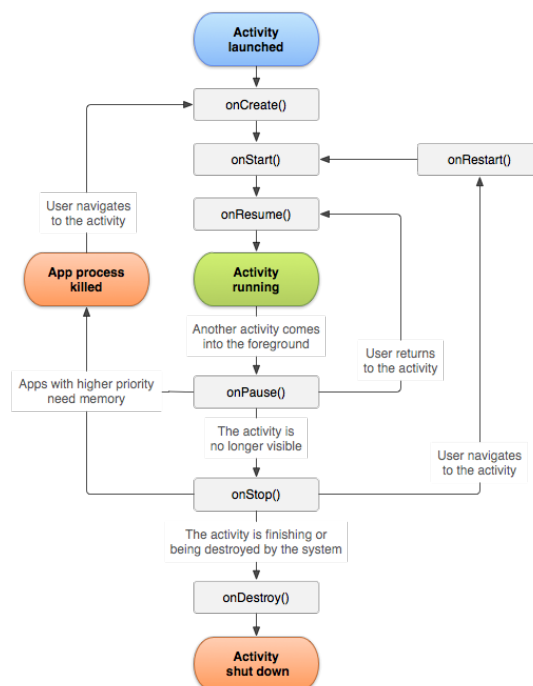 Activity
launched
onCreate()
onStart()
onRestart()
User navigates
to the activity
onResume()
App process
killed
Activity
running
Another activity comes
into the foreground
User returns
to the activity
Apps with higher priority
need memory
onPause()
The activity is
no longer visible
User navigates
to the activity
onStop()
The activity is finishing or
being destroyed by the system
onDestroy()
Activity
shut down